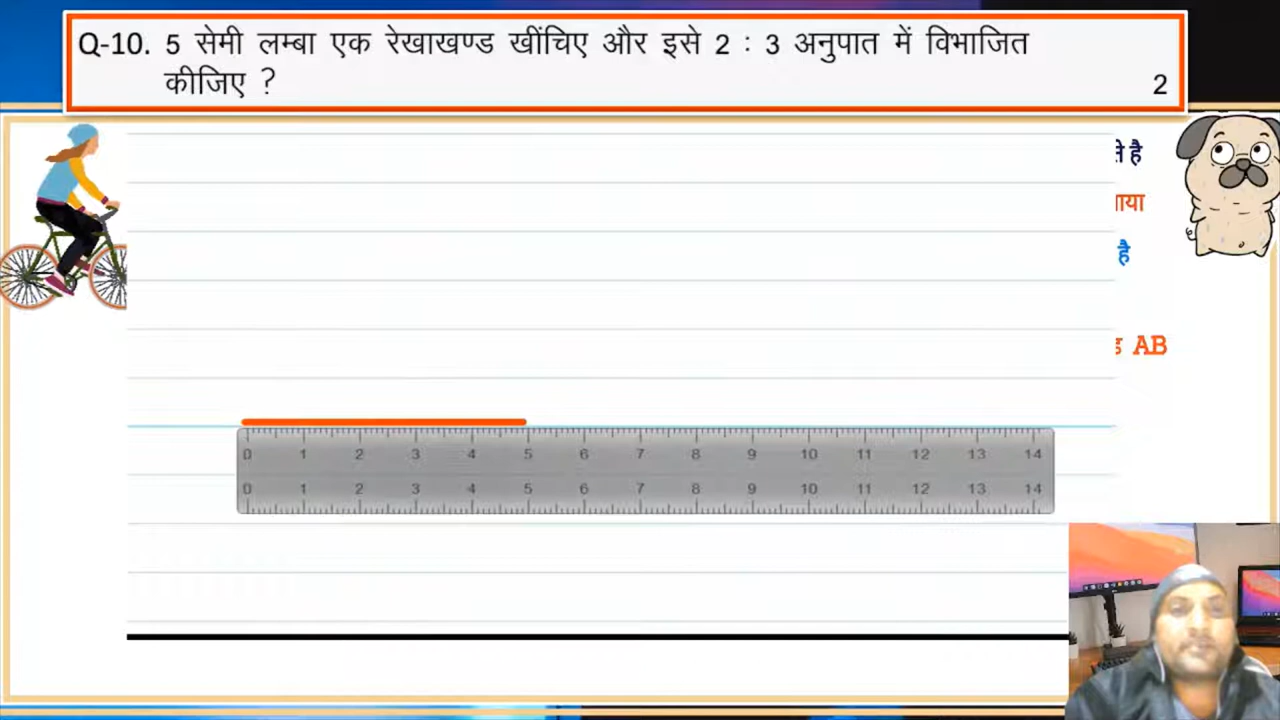 Q-10. 5 सेमी लम्बा एक रेखाखण्ड खींचिए और इसे 2 : 3 अनुपात में विभाजित
कीजिए ? 2
है
है
AB
0 1 2 3 4 5 6 7 8 9 10 11 12 13 14
0 1 2 3 4 5 6 7 8 9 10 11 12 13 14